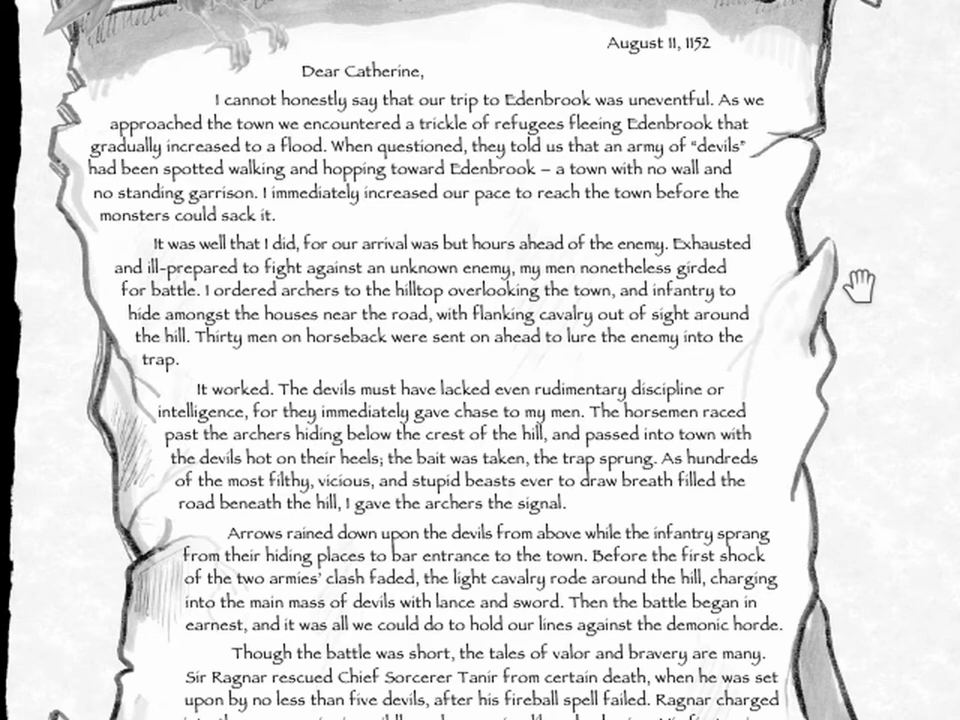 August 11, 1152
Dear Catherine,
I cannot honestly say that our trip to Edenbrook was uneventful. As we
approached the town we encountered a trickle of refugees fleeing Edenbrook that
gradually increased to a flood. When questioned, they told us that an army of "devils"
had been spotted walking and hopping toward Edenbrook – a town with no wall and
no standing garrison. I immediately increased our pace to reach the town before the
monsters could sack it.
It was well that I did, for our arrival was but hours ahead of the enemy. Exhausted
and ill-prepared to fight against an unknown enemy, my men nonetheless girded
for battle. I ordered archers to the hilltop overlooking the town, and infantry to
hide amongst the houses near the road, with flanking cavalry out of sight around
the hill. Thirty men on horseback were sent on ahead to lure the enemy into the
trap.
It worked. The devils must have lacked even rudimentary discipline or
intelligence, for they immediately gave chase to my men. The horsemen raced
past the archers hiding below the crest of the hill, and passed into town with
the devils hot on their heels; the bait was taken, the trap sprung. As hundreds
of the most filthy, vicious, and stupid beasts ever to draw breath filled the
road beneath the hill, I gave the archers the signal.
Arrows rained down upon the devils from above while the infantry sprang
from their hiding places to bar entrance to the town. Before the first shock
of the two armies' clash faded, the light cavalry rode around the hill, charging
into the main mass of devils with lance and sword. Then the battle began in
earnest, and it was all we could do to hold our lines against the demonic horde.
Though the battle was short, the tales of valor and bravery are many.
Sir Ragnar rescued Chief Sorcerer Tanir from certain death, when he was set
upon by no less than five devils, after his fireball spell failed. Ragnar charged